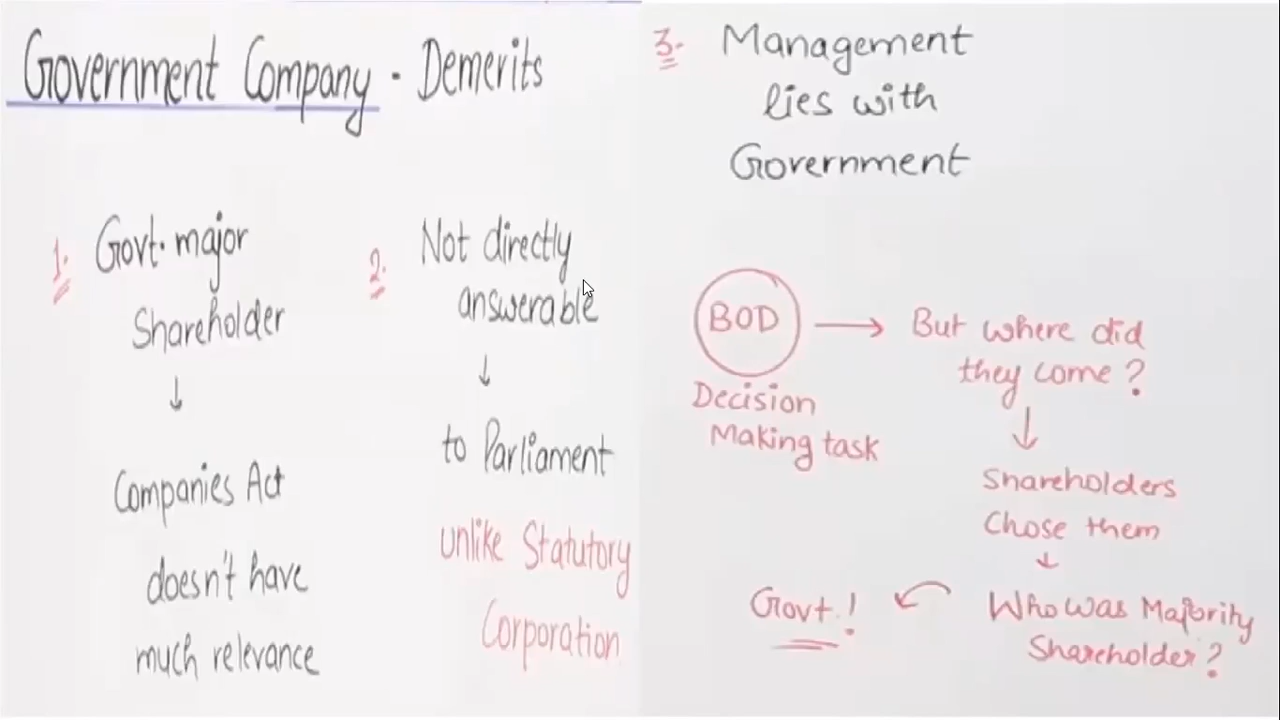 Government Company · Demerits
1. Govt. major
Shareholder
↓
Companies Act
doesn't have
much relevance
2. Not directly
answerable
↓
to Parliament
unlike Statutory
Corporation
3. Management
lies with
Government
BOD → But where did
they come?
Decision
Making task
↓
Shareholders
Chose them
↓
Who was Majority
Shareholder?
Govt!